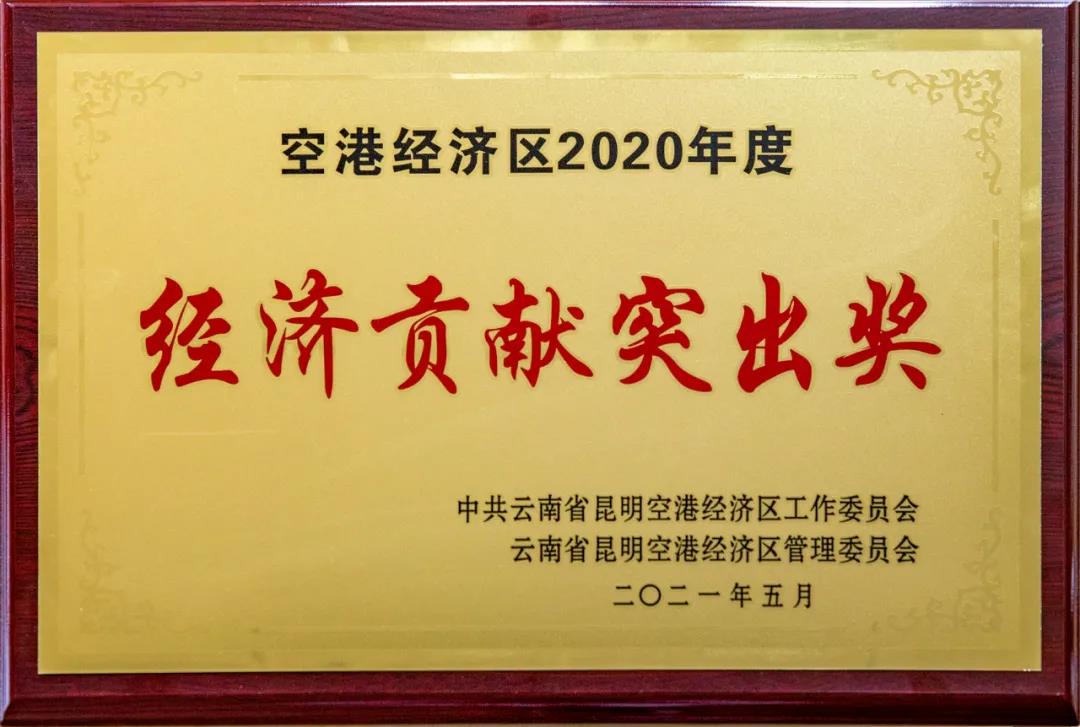 空港经济区2020年度
经济贡献突出奖
中共云南省昆明空港经济区工作委员会
云南省昆明空港经济区管理委员会
二〇二一年五月